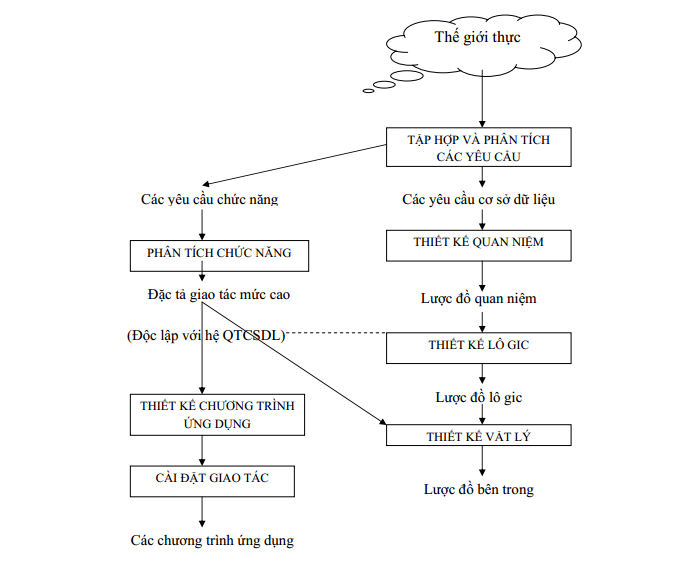 Thế giới thực
TẬP HỢP VÀ PHÂN TÍCH
CÁC YÊU CẦU
Các yêu cầu chức năng
Các yêu cầu cơ sở dữ liệu
PHÂN TÍCH CHỨC NĂNG
THIẾT KẾ QUAN NIỆM
Đặc tả giao tác mức cao
Lược đồ quan niệm
(Độc lập với hệ QTCSDL)
THIẾT KẾ LÔ GIC
Lược đồ lô gic
THIẾT KẾ CHƯƠNG TRÌNH
ỨNG DỤNG
THIẾT KẾ VẬT LÝ
CÀI ĐẶT GIAO TÁC
Lược đồ bên trong
Các chương trình ứng dụng